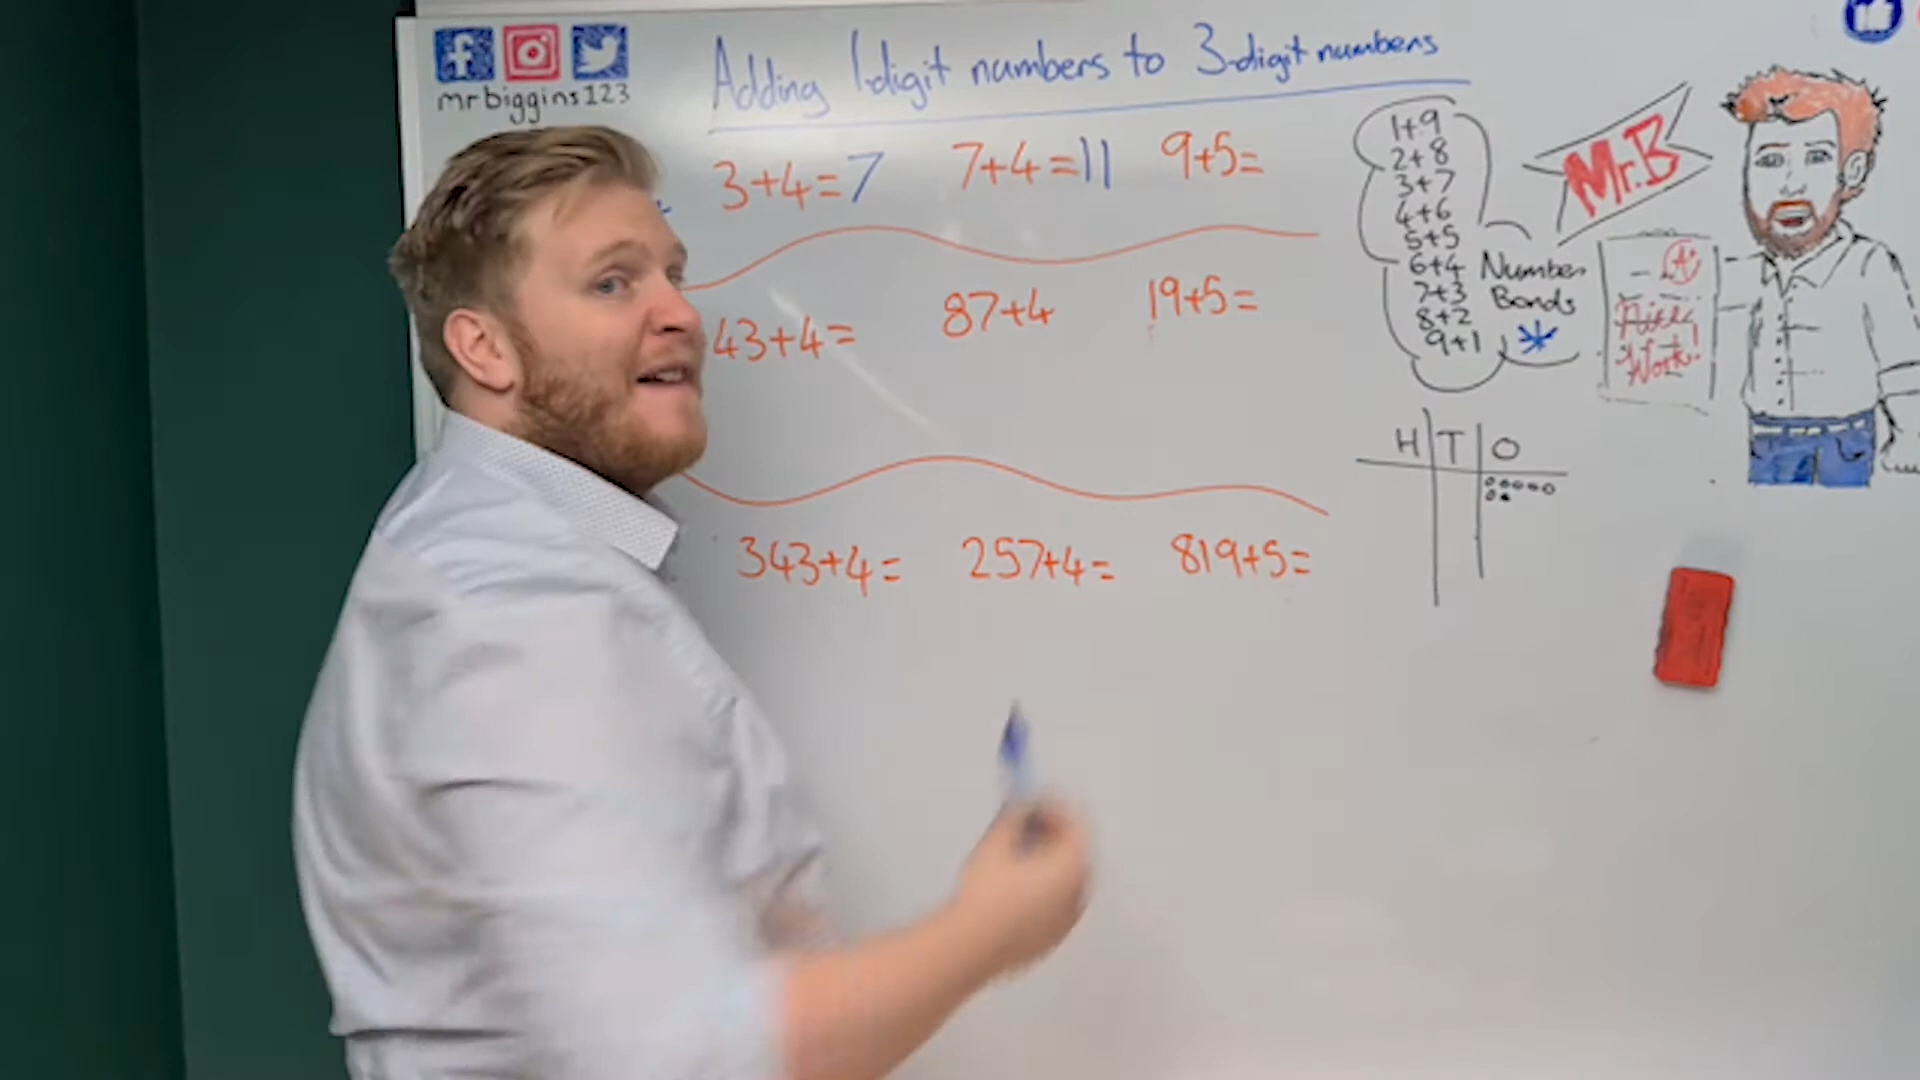 mrbiggins123
Adding 1-digit numbers to 3-digit numbers
3+4=7 7+4=11 9+5=
43+4= 87+4 19+5=
343+4= 257+4= 819+5=
1+9
2+8
3+7
4+6
5+5
6+4
7+3
8+2
9+1
Number
Bonds
H T O
Mr.B
A
Nice
Work!